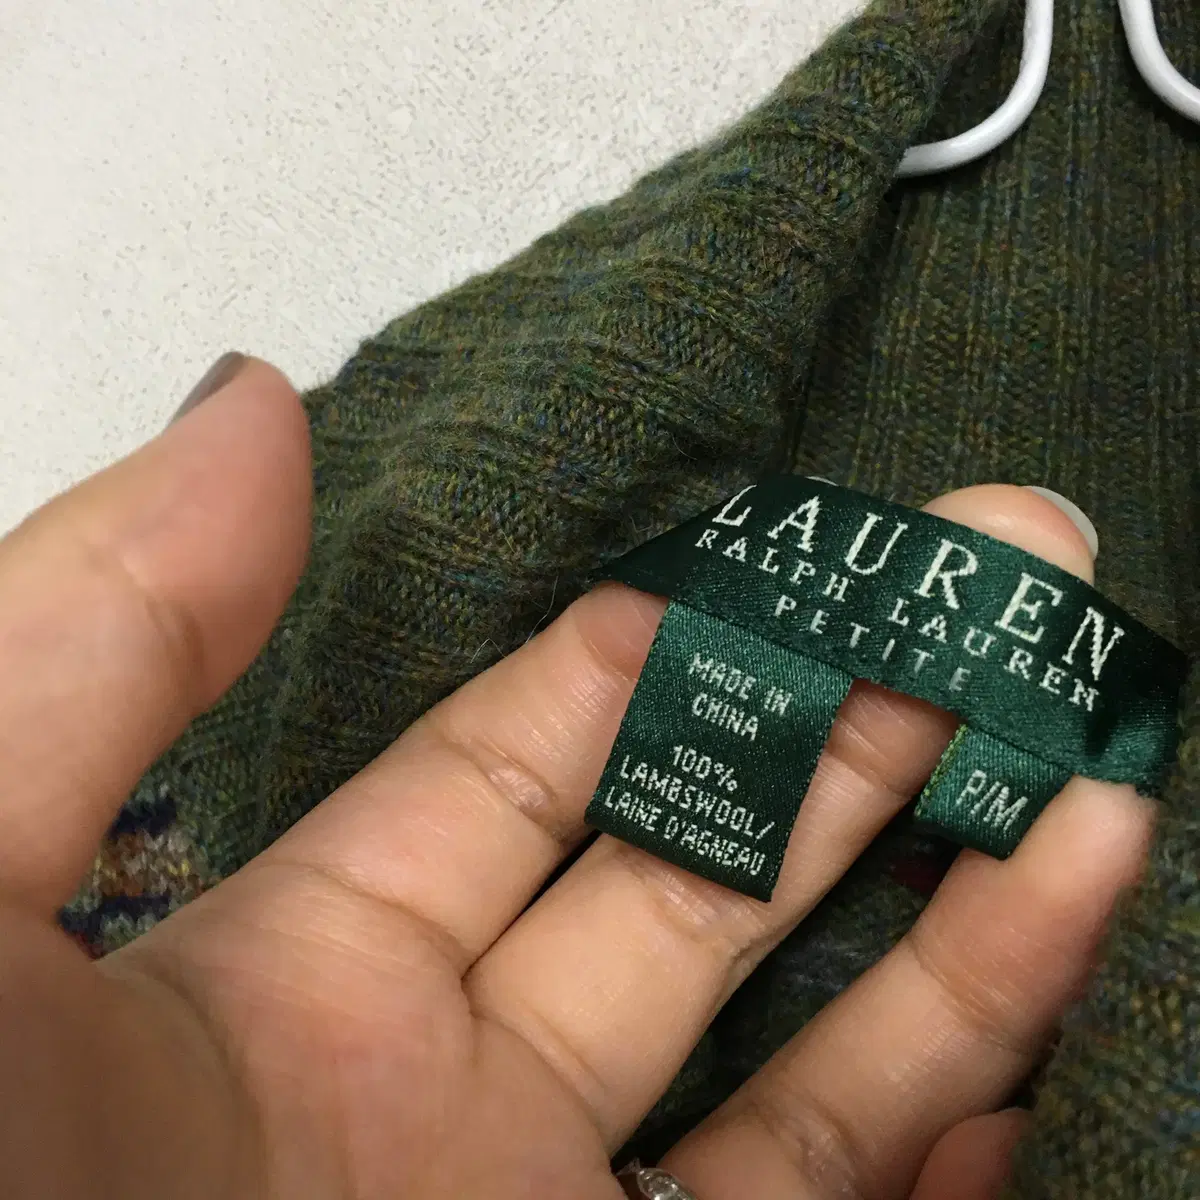 LAUREN
RALPH LAUREN
PETITE
MADE IN
CHINA
100%
LAMBSWOOL/
LAINE D'AGNEAU
P/M